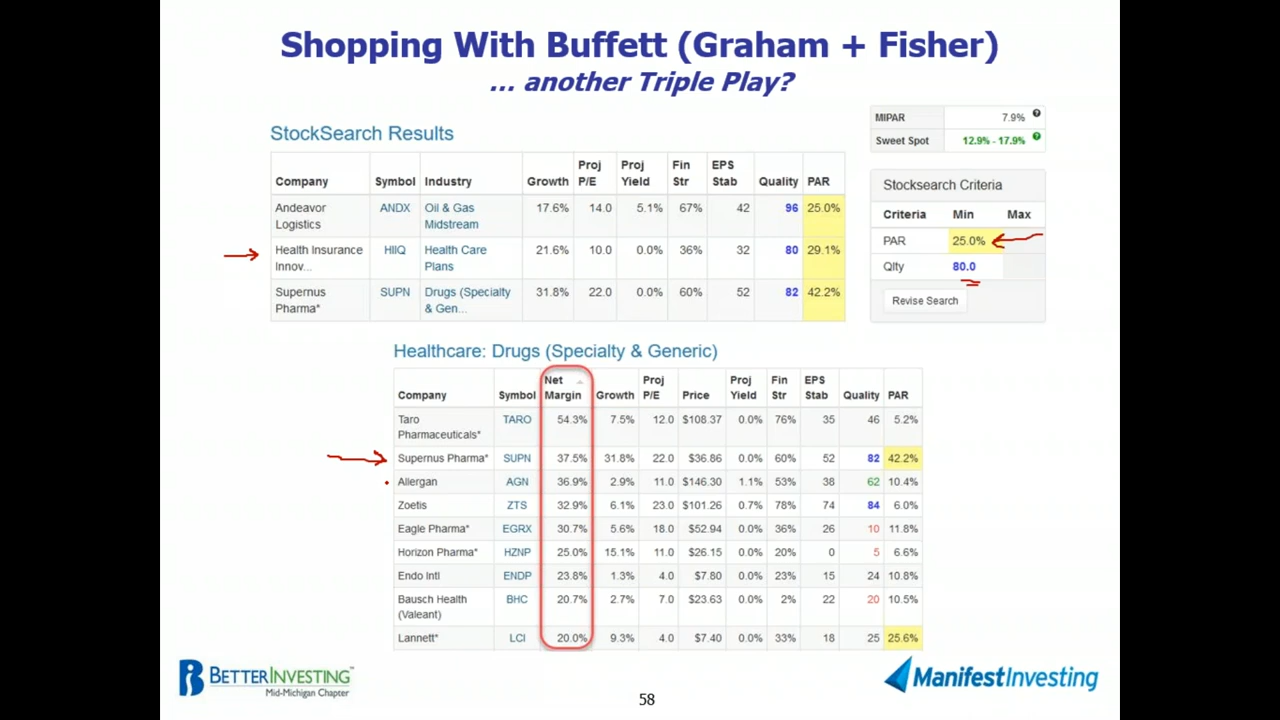 Shopping With Buffett (Graham + Fisher)
... another Triple Play?
MIPAR 7.9% ?
Sweet Spot 12.9% - 17.9% ?
StockSearch Results
Company Symbol Industry Growth Proj P/E Proj Yield Fin Str EPS Stab Quality PAR
Andeavor Logistics ANDX Oil & Gas Midstream 17.6% 14.0 5.1% 67% 42 96 25.0%
Health Insurance Innov... HIIQ Health Care Plans 21.6% 10.0 0.0% 36% 32 80 29.1%
Supernus Pharma* SUPN Drugs (Specialty & Gen... 31.8% 22.0 0.0% 60% 52 82 42.2%
Stocksearch Criteria
Criteria Min Max
PAR 25.0%
Qlty 80.0
Revise Search
Healthcare: Drugs (Specialty & Generic)
Company Symbol Net Margin Growth Proj P/E Price Proj Yield Fin Str EPS Stab Quality PAR
Taro Pharmaceuticals* TARO 54.3% 7.5% 12.0 $108.37 0.0% 76% 35 46 5.2%
Supernus Pharma* SUPN 37.5% 31.8% 22.0 $36.86 0.0% 60% 52 82 42.2%
Allergan AGN 36.9% 2.9% 11.0 $146.30 1.1% 53% 38 62 10.4%
Zoetis ZTS 32.9% 6.1% 23.0 $101.26 0.7% 78% 74 84 6.0%
Eagle Pharma* EGRX 30.7% 5.6% 18.0 $52.94 0.0% 36% 26 10 11.8%
Horizon Pharma* HZNP 25.0% 15.1% 11.0 $26.15 0.0% 20% 0 5 6.6%
Endo Intl ENDP 23.8% 1.3% 4.0 $7.80 0.0% 23% 15 24 10.8%
Bausch Health (Valeant) BHC 20.7% 2.7% 7.0 $23.63 0.0% 2% 22 20 10.5%
Lannett* LCI 20.0% 9.3% 4.0 $7.40 0.0% 33% 18 25 25.6%
BETTERINVESTING™
Mid-Michigan Chapter
58
ManifestInvesting